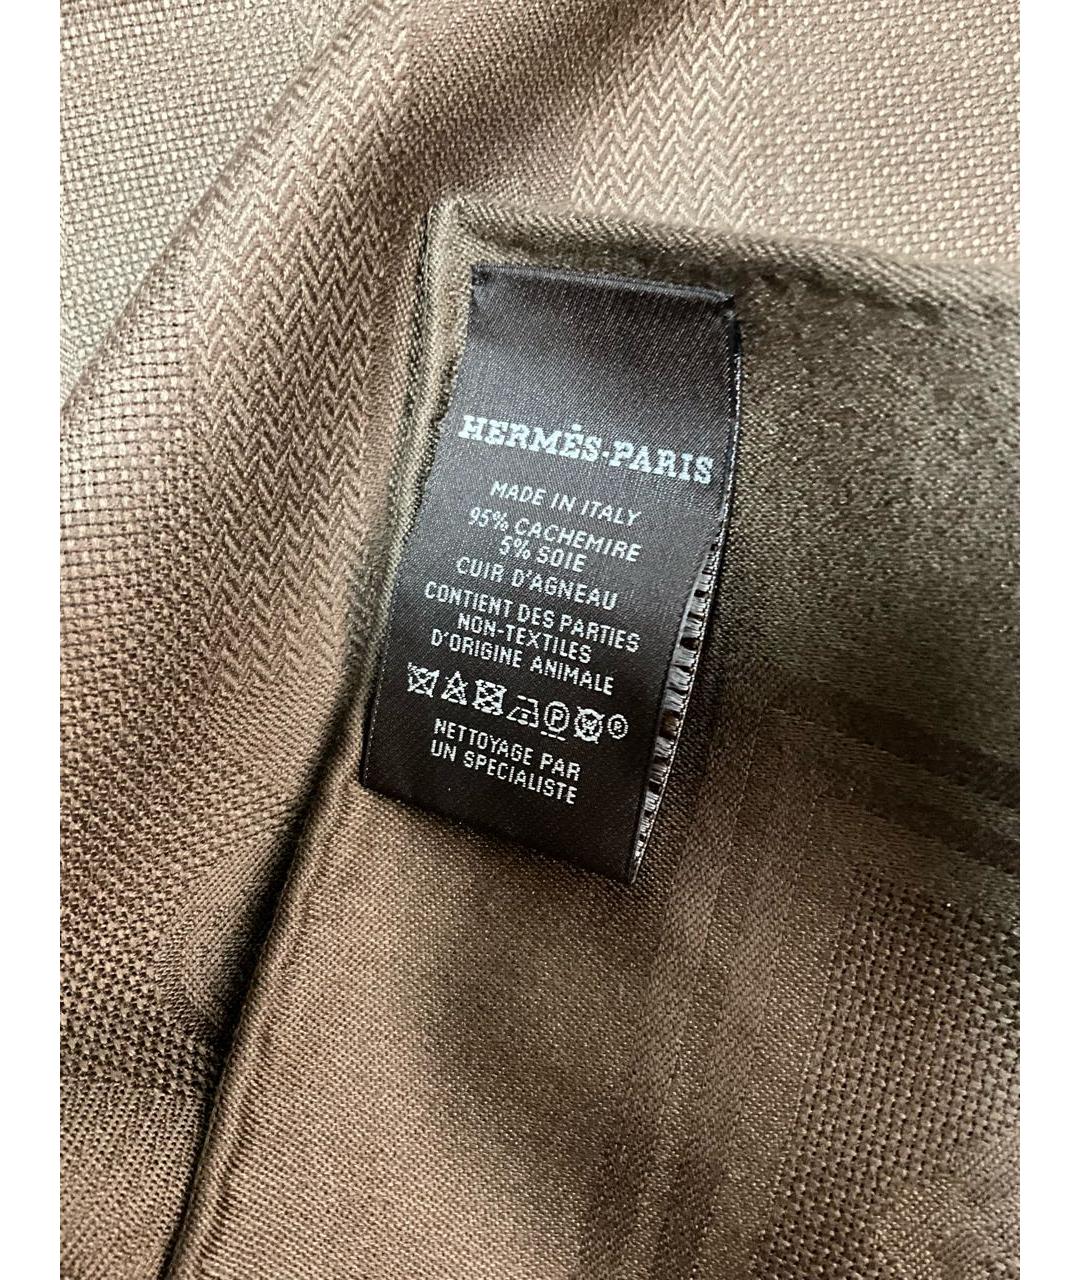 HERMÈS-PARIS
MADE IN ITALY
95% CACHEMIRE
5% SOIE
CUIR D'AGNEAU
CONTIENT DES PARTIES
NON-TEXTILES
D'ORIGINE ANIMALE
P W ®
NETTOYAGE PAR
UN SPECIALISTE